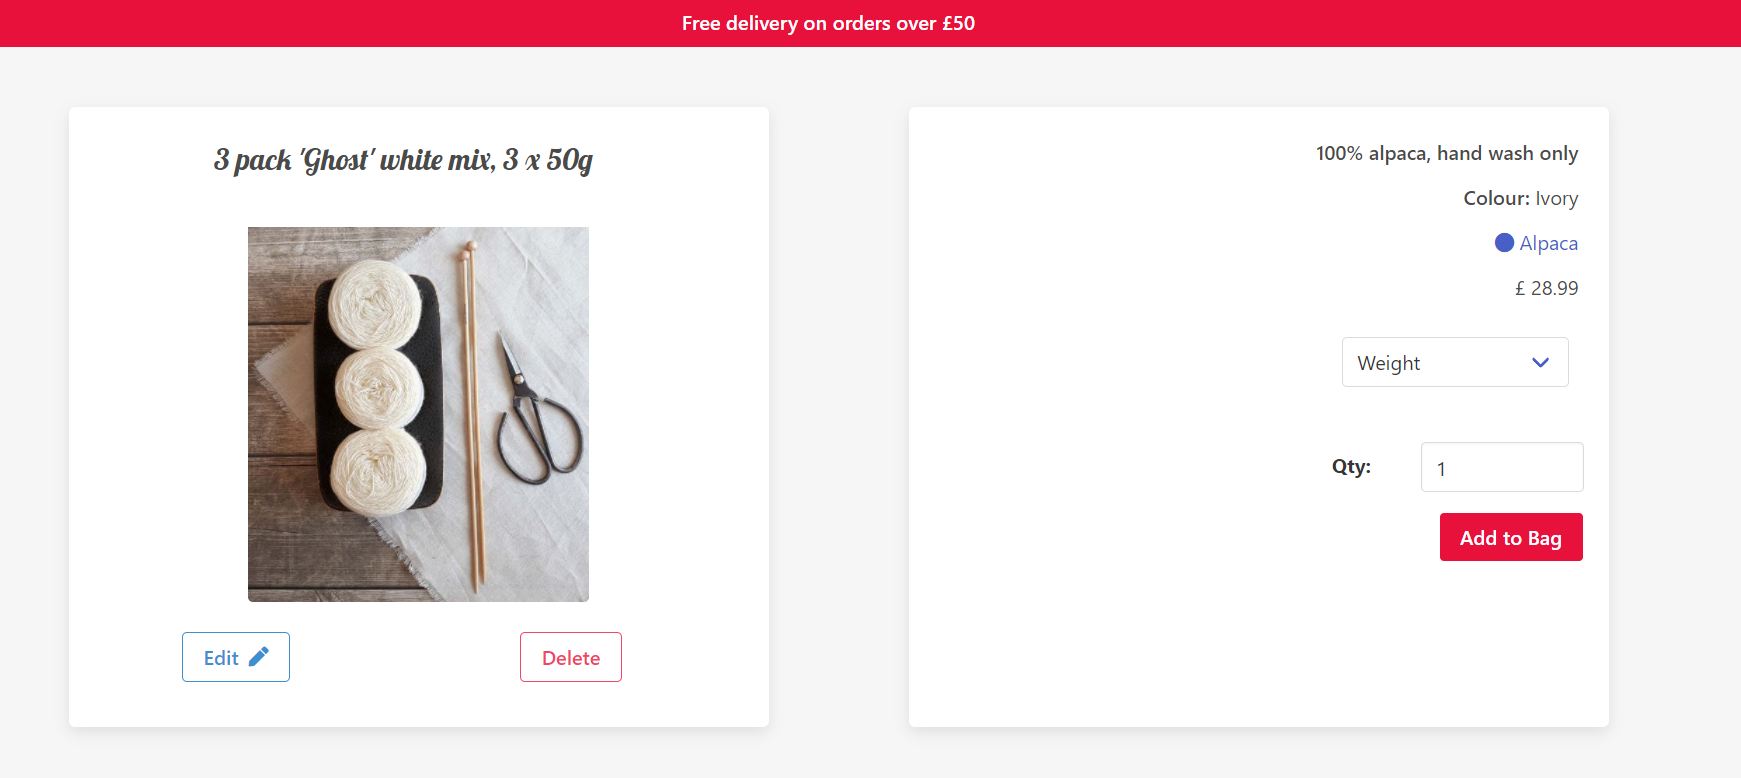 Free delivery on orders over £50
3 pack 'Ghost' white mix, 3 x 50g
Edit
Delete
100% alpaca, hand wash only
Colour: Ivory
Alpaca
£ 28.99
Weight
Qty: 1
Add to Bag